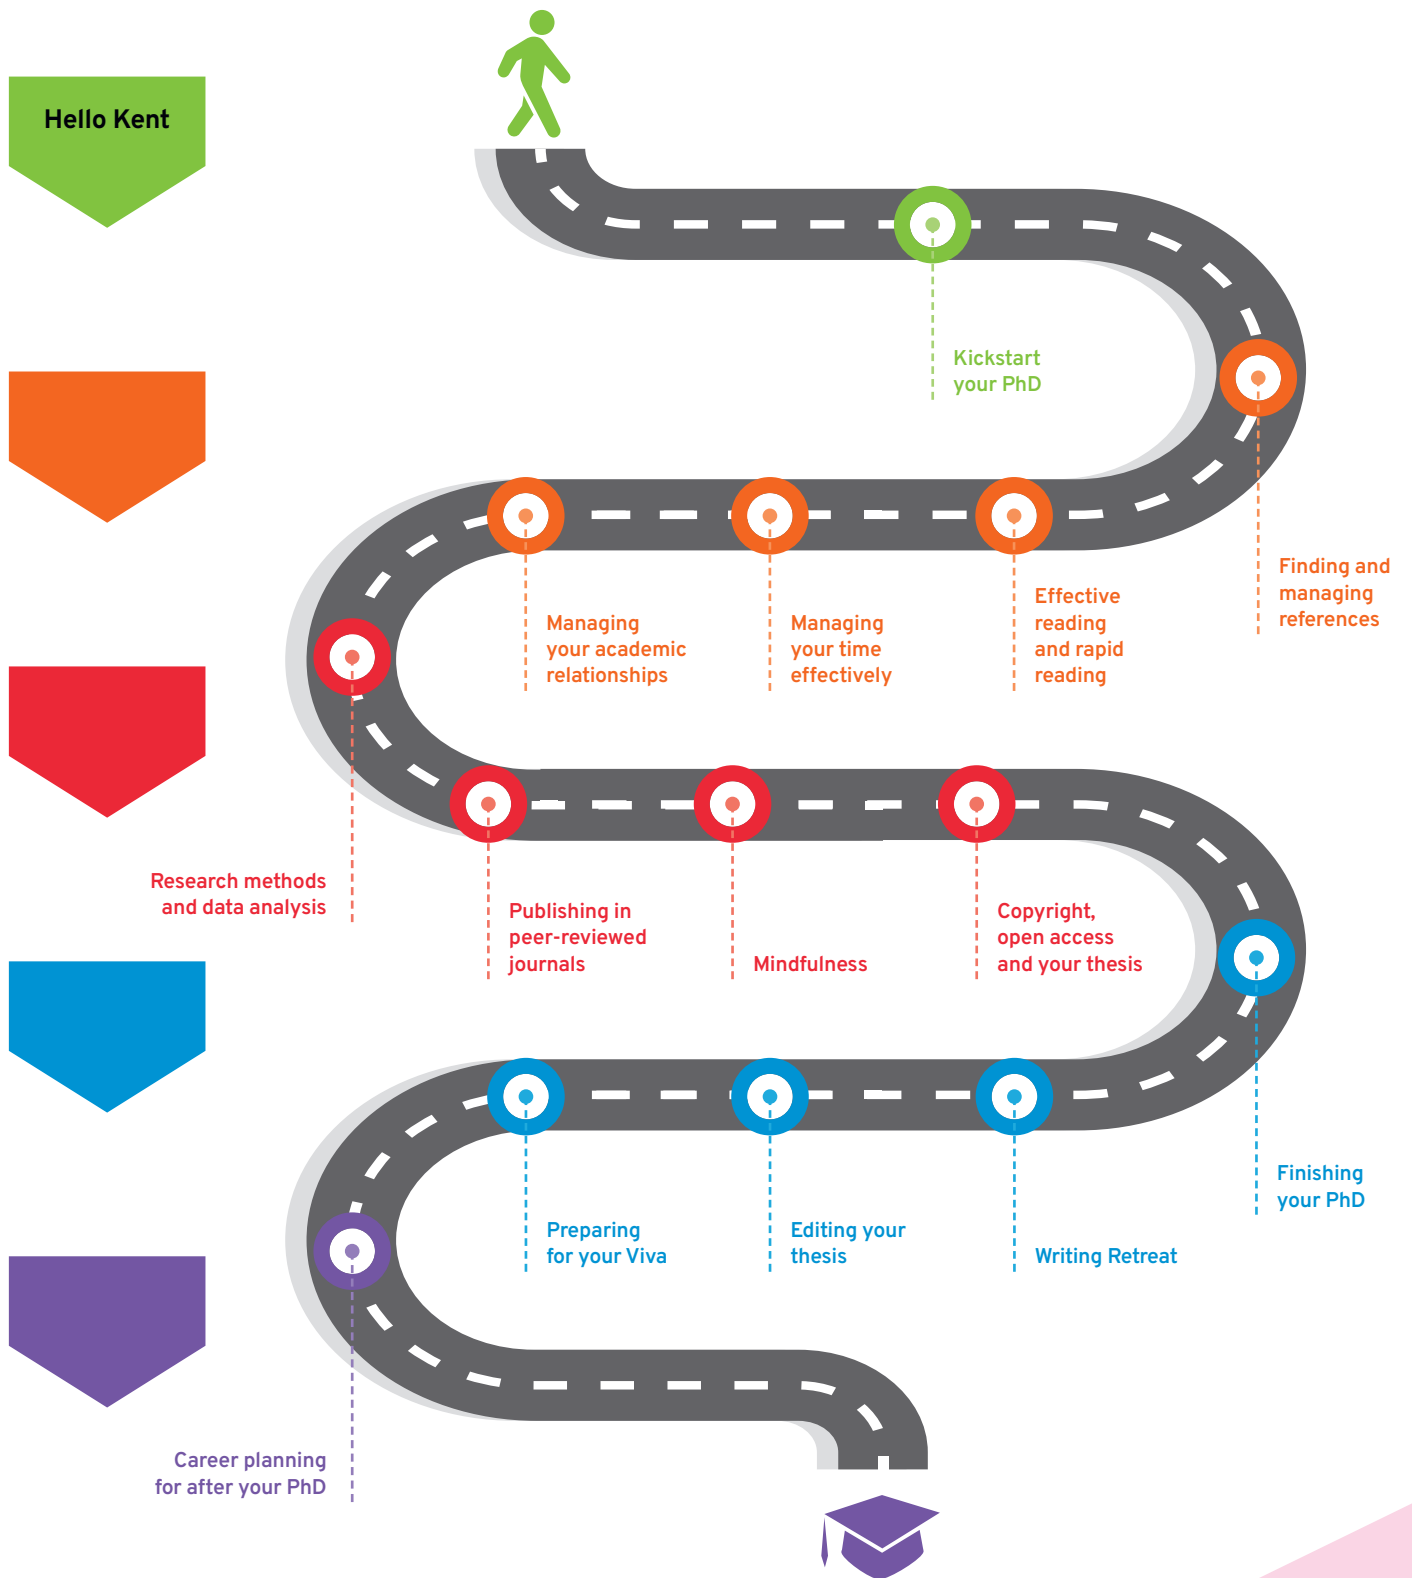 Hello Kent
Kickstart
your PhD
Finding and
managing
references
Effective
reading
and rapid
reading
Managing
your time
effectively
Managing
your academic
relationships
Research methods
and data analysis
Publishing in
peer-reviewed
journals
Mindfulness
Copyright,
open access
and your thesis
Finishing
your PhD
Writing Retreat
Editing your
thesis
Preparing
for your Viva
Career planning
for after your PhD